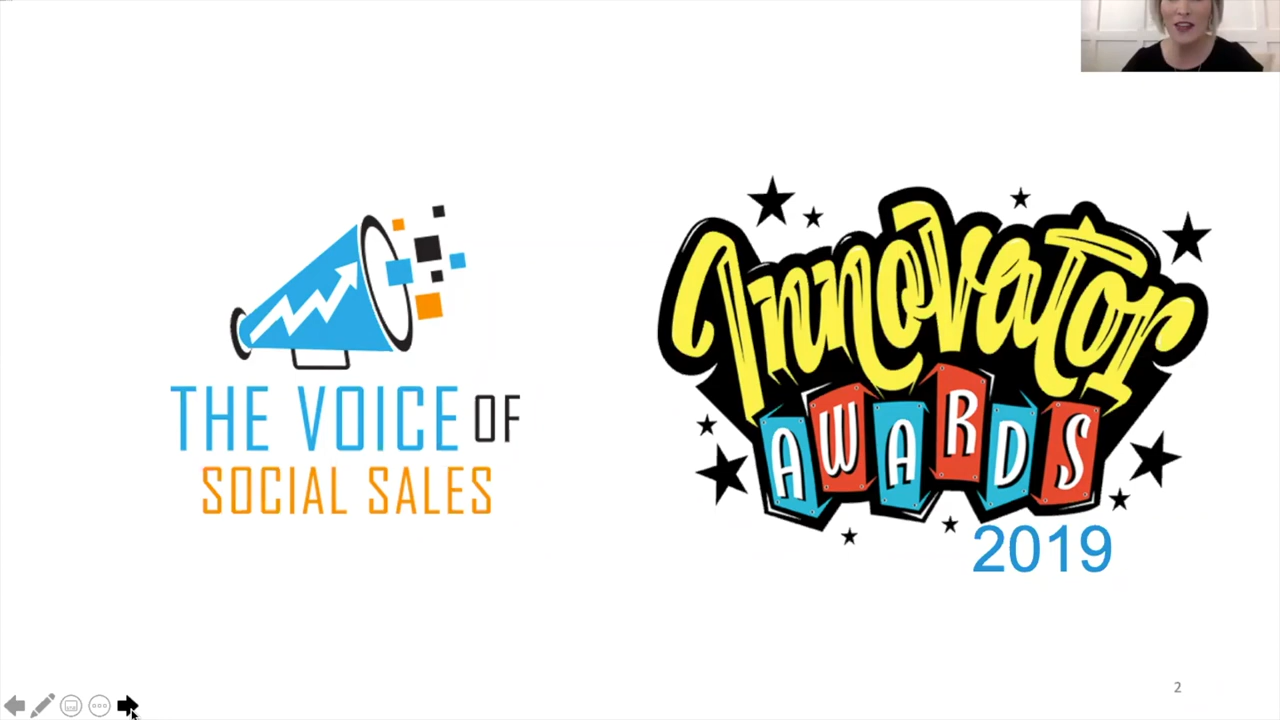 THE VOICE OF
SOCIAL SALES
Innovator
AWARDS
2019
2